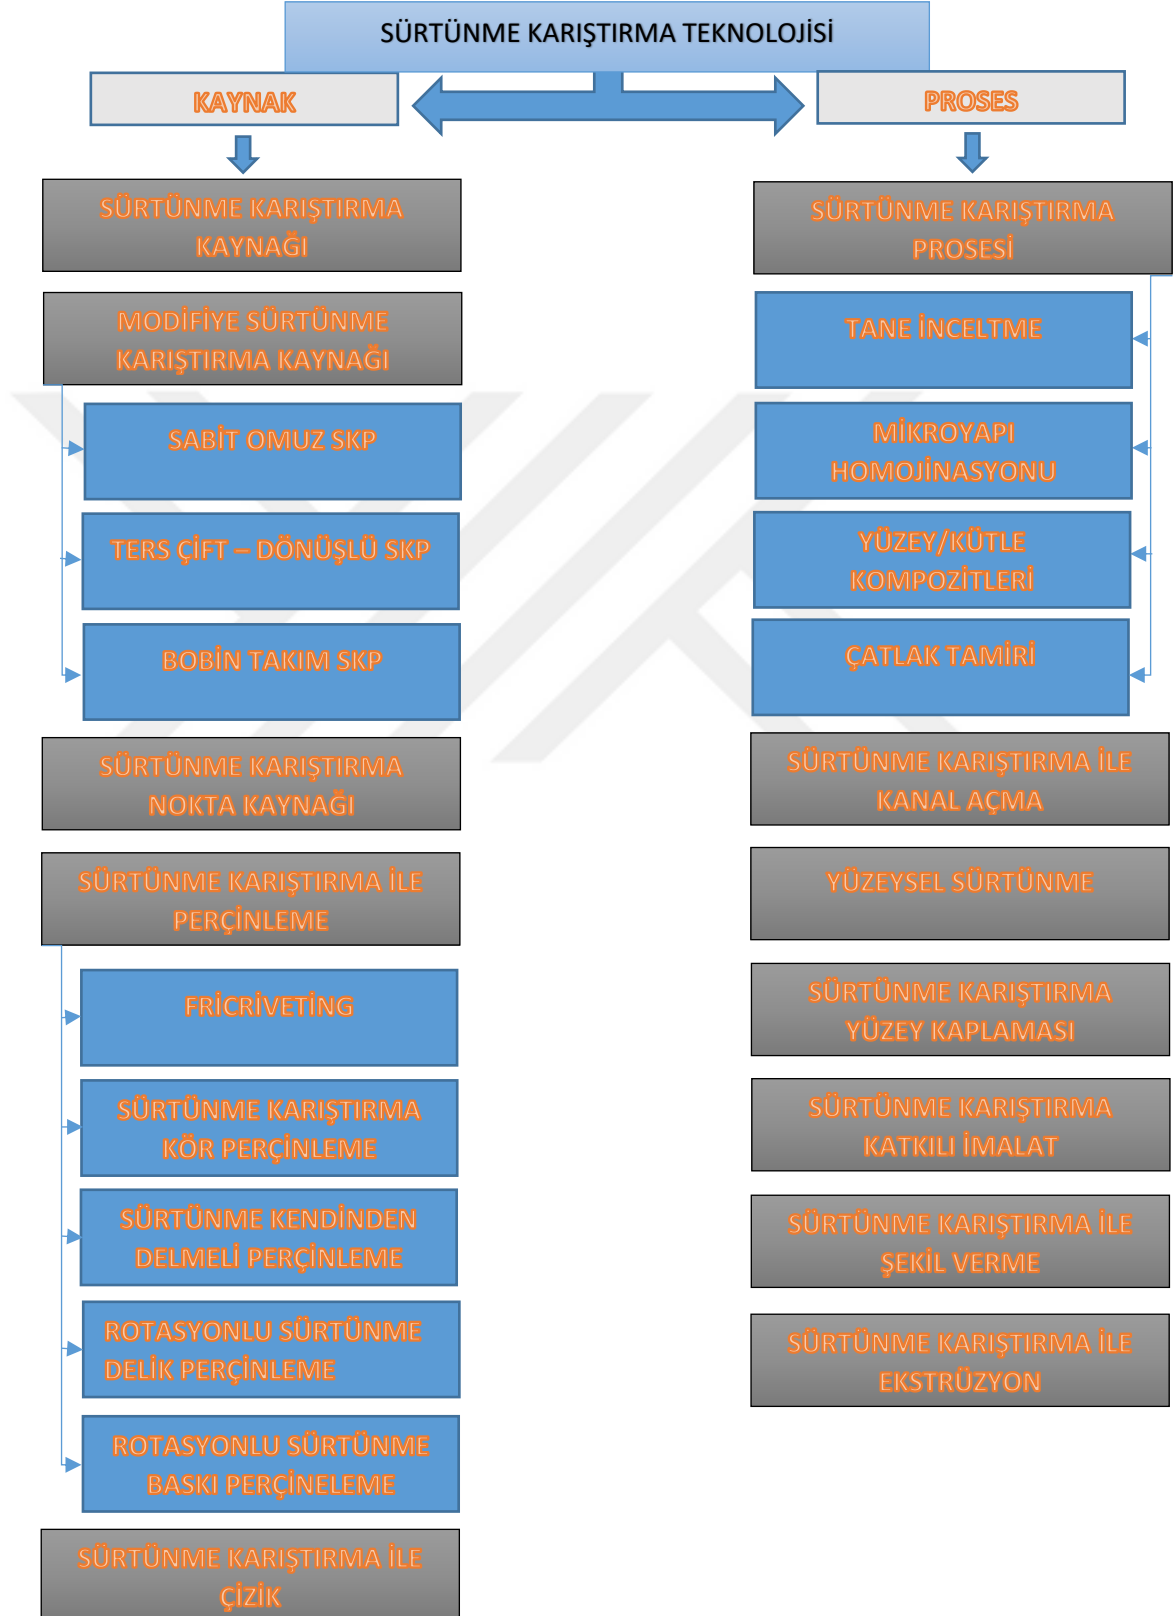 SÜRTÜNME KARIŞTIRMA TEKNOLOJİSİ
KAYNAK
SÜRTÜNME KARIŞTIRMA
KAYNAĞI
MODİFİYE SÜRTÜNME
KARIŞTIRMA KAYNAĞI
SABİT OMUZ SKP
TERS ÇİFT – DÖNÜŞLÜ SKP
BOBİN TAKIM SKP
SÜRTÜNME KARIŞTIRMA
NOKTA KAYNAĞI
SÜRTÜNME KARIŞTIRMA İLE
PERÇİNLEME
FRİCRİVETİNG
SÜRTÜNME KARIŞTIRMA
KÖR PERÇİNLEME
SÜRTÜNME KENDİNDEN
DELMELİ PERÇİNLEME
ROTASYONLU SÜRTÜNME
DELİK PERÇİNLEME
ROTASYONLU SÜRTÜNME
BASKI PERÇİNELEME
SÜRTÜNME KARIŞTIRMA İLE
ÇİZİK
PROSES
SÜRTÜNME KARIŞTIRMA
PROSESİ
TANE İNCELTME
MİKROYAPI
HOMOJİNASYONU
YÜZEY/KÜTLE
KOMPOZİTLERİ
ÇATLAK TAMİRİ
SÜRTÜNME KARIŞTIRMA İLE
KANAL AÇMA
YÜZEYSEL SÜRTÜNME
SÜRTÜNME KARIŞTIRMA
YÜZEY KAPLAMASI
SÜRTÜNME KARIŞTIRMA
KATKILI İMALAT
SÜRTÜNME KARIŞTIRMA İLE
ŞEKİL VERME
SÜRTÜNME KARIŞTIRMA İLE
EKSTRÜZYON